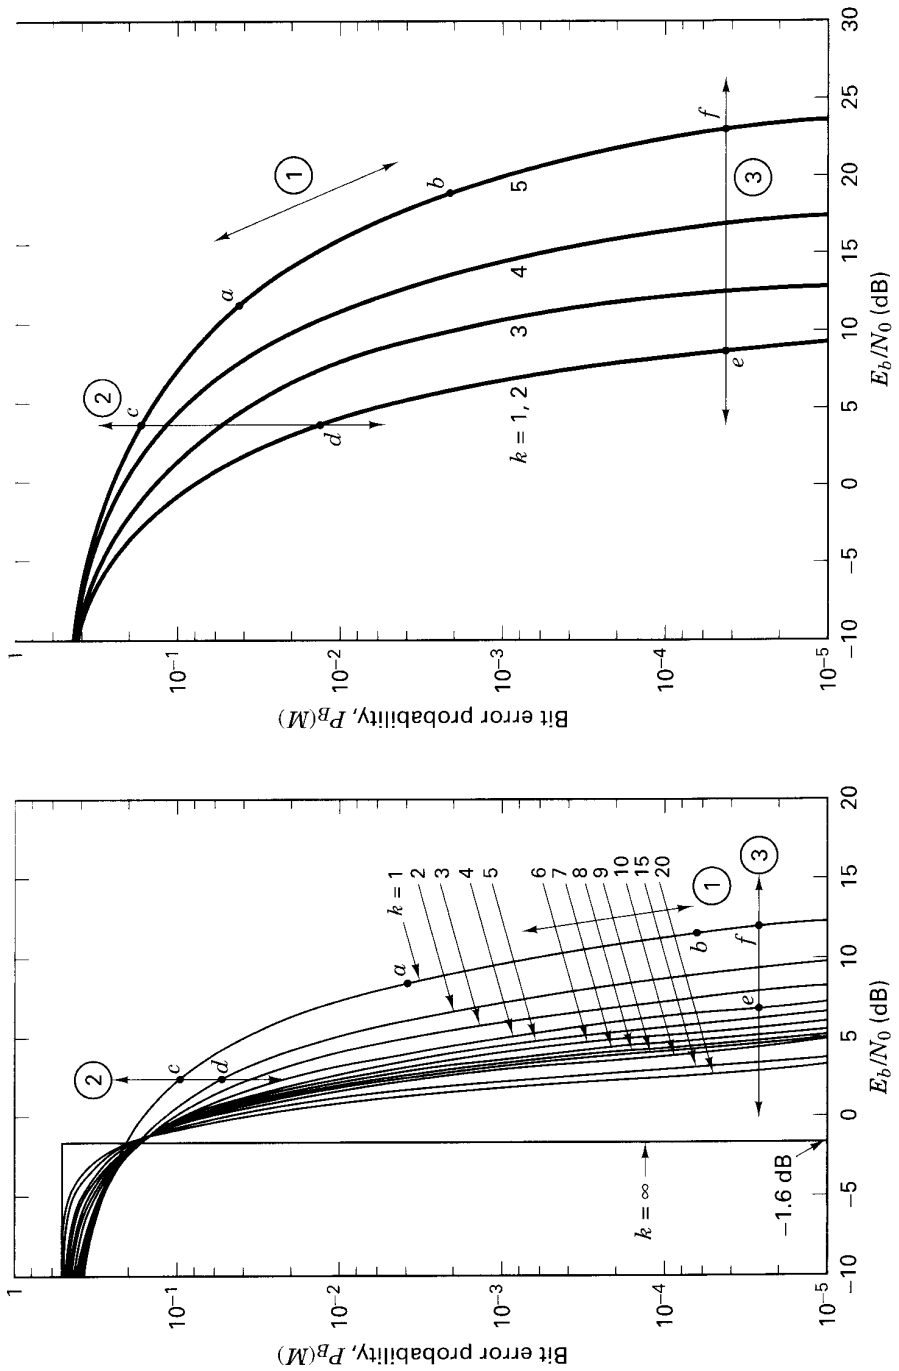 1
10⁻¹
10⁻²
10⁻³
10⁻⁴
10⁻⁵
Bit error probability, P_B(M)
−10
−5
0
5
10
15
20
E_b/N_0 (dB)
k = 1
2
3
4
5
6
7
8
9
10
15
20
k = ∞
−1.6 dB
1
2
3
a
b
c
d
e
f
1
10⁻¹
10⁻²
10⁻³
10⁻⁴
10⁻⁵
Bit error probability, P_B(M)
−10
−5
0
5
10
15
20
25
30
E_b/N_0 (dB)
k = 1, 2
3
4
5
1
2
3
a
b
c
d
e
f